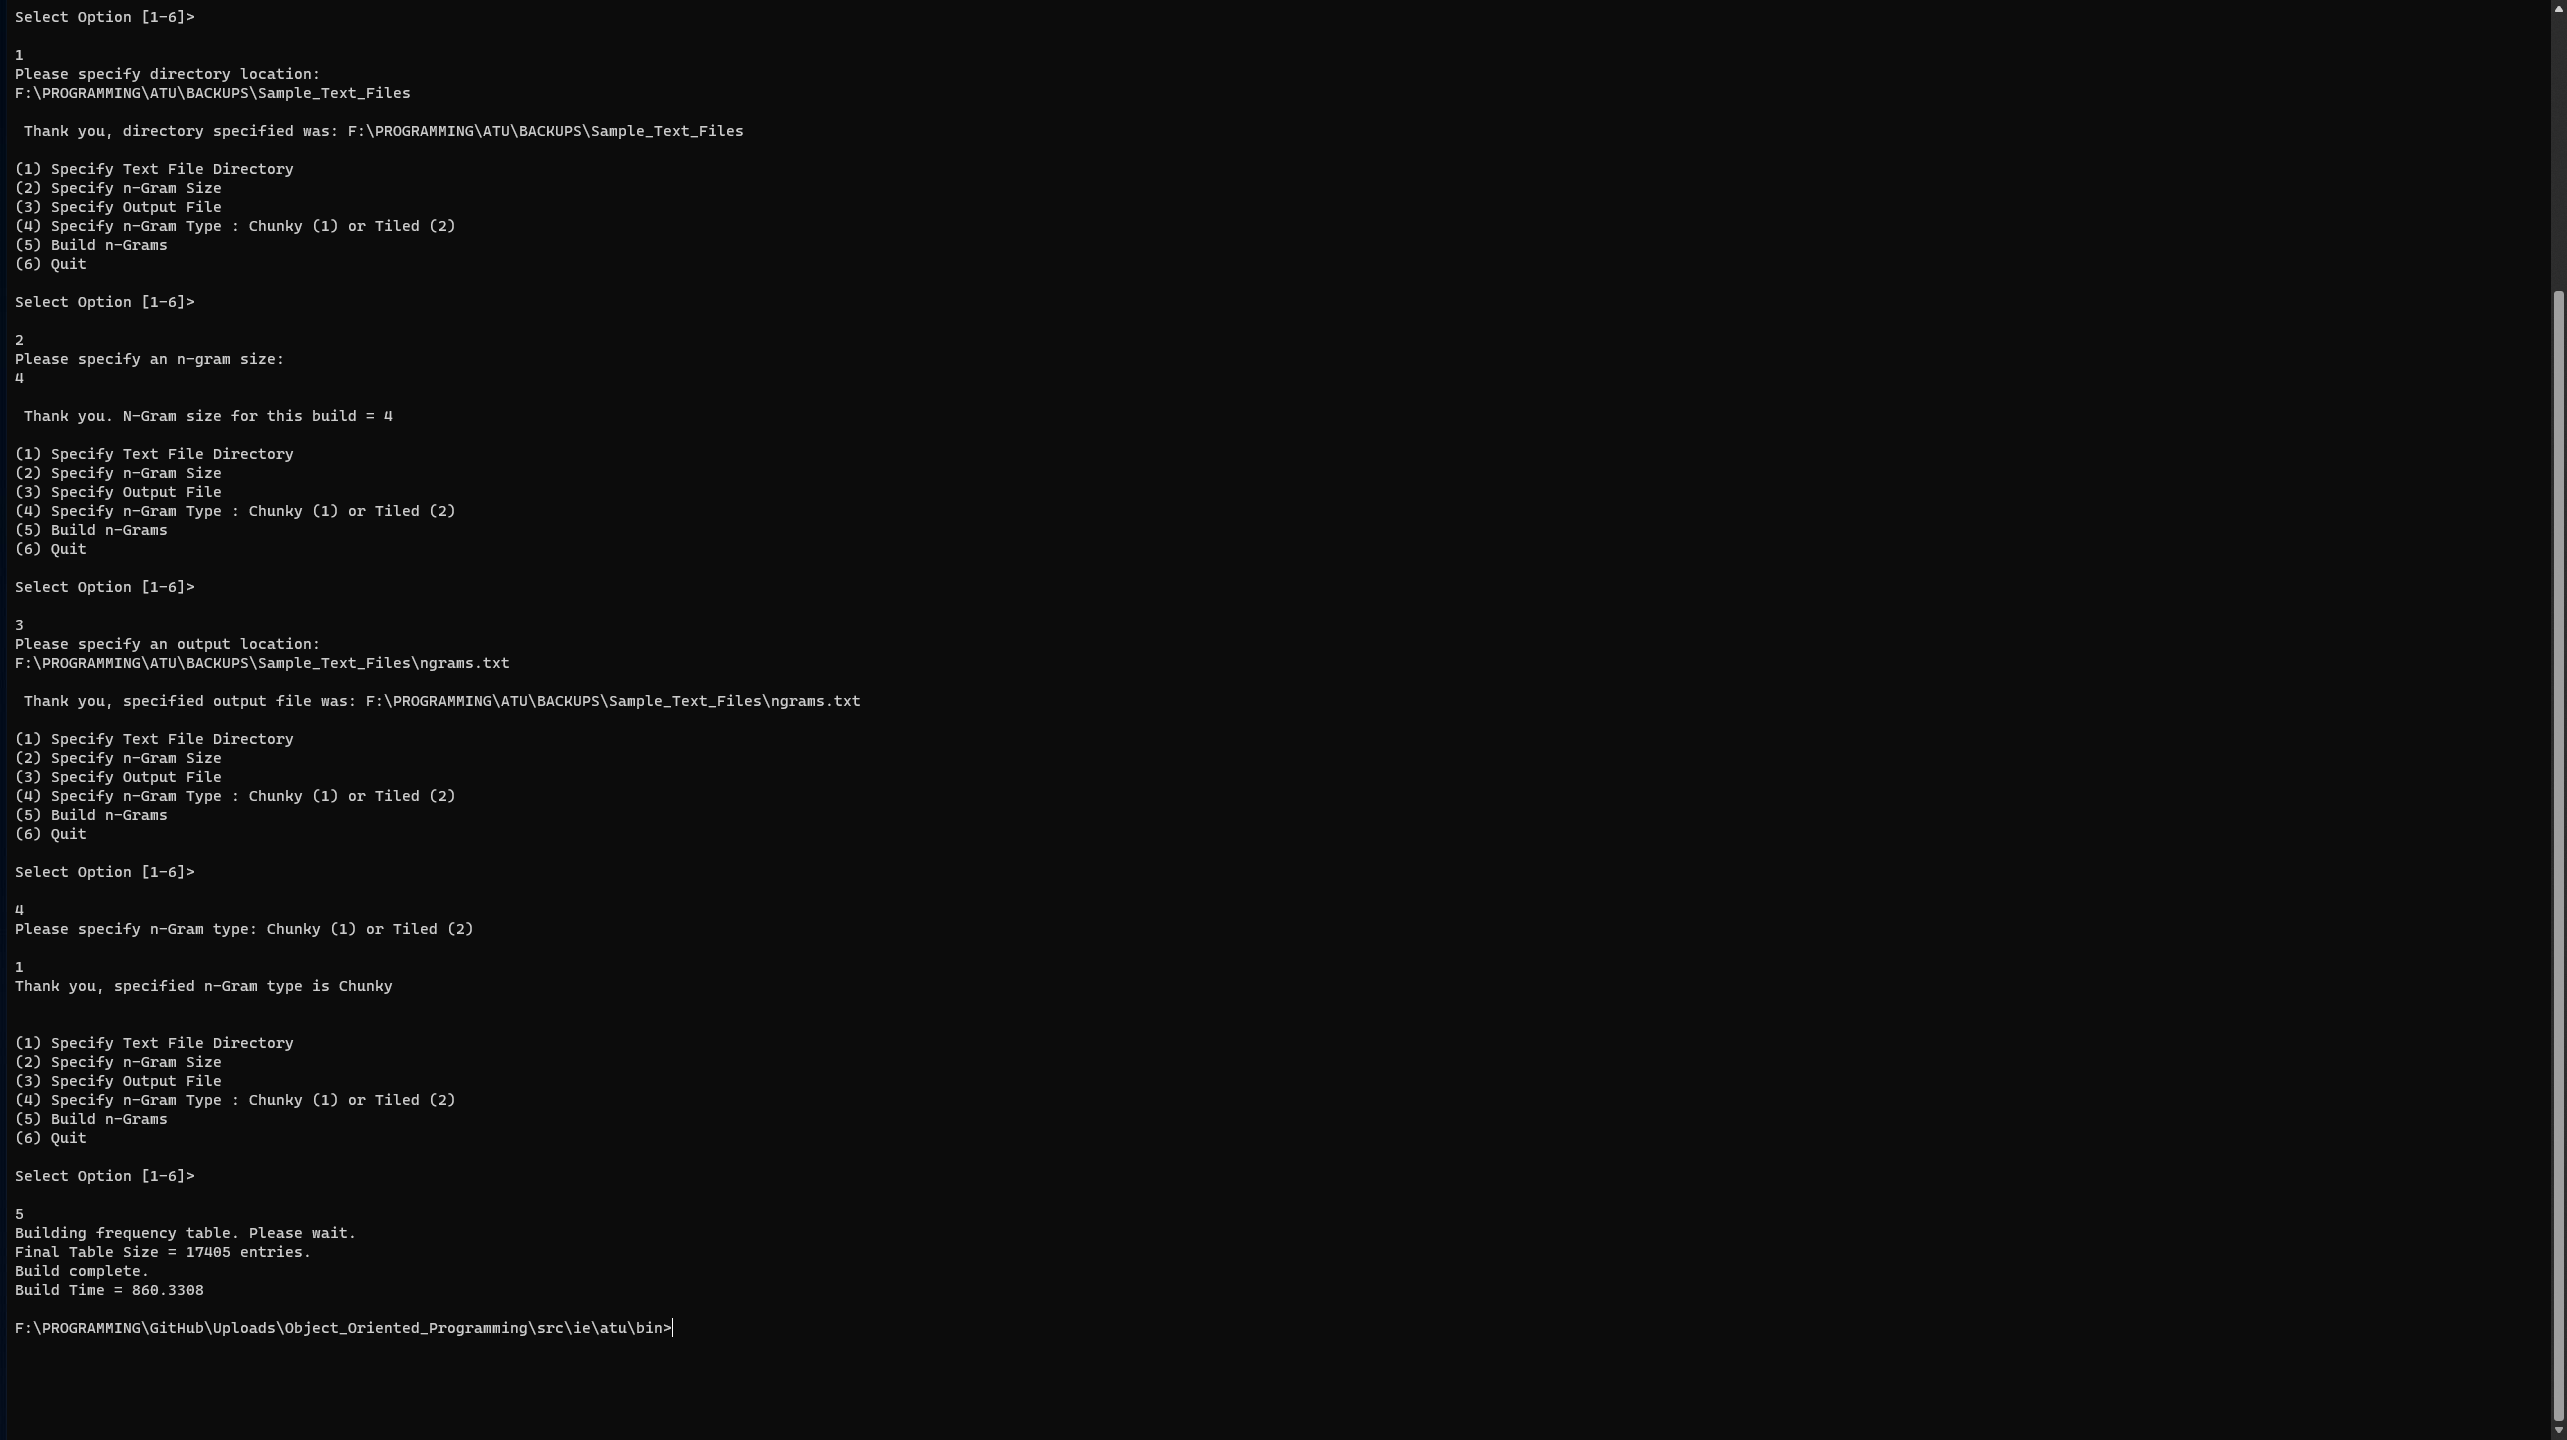 Select Option [1-6]>
1
Please specify directory location:
F:\PROGRAMMING\ATU\BACKUPS\Sample_Text_Files
Thank you, directory specified was: F:\PROGRAMMING\ATU\BACKUPS\Sample_Text_Files
(1) Specify Text File Directory
(2) Specify n-Gram Size
(3) Specify Output File
(4) Specify n-Gram Type : Chunky (1) or Tiled (2)
(5) Build n-Grams
(6) Quit
Select Option [1-6]>
2
Please specify an n-gram size:
4
Thank you. N-Gram size for this build = 4
(1) Specify Text File Directory
(2) Specify n-Gram Size
(3) Specify Output File
(4) Specify n-Gram Type : Chunky (1) or Tiled (2)
(5) Build n-Grams
(6) Quit
Select Option [1-6]>
3
Please specify an output location:
F:\PROGRAMMING\ATU\BACKUPS\Sample_Text_Files\ngrams.txt
Thank you, specified output file was: F:\PROGRAMMING\ATU\BACKUPS\Sample_Text_Files\ngrams.txt
(1) Specify Text File Directory
(2) Specify n-Gram Size
(3) Specify Output File
(4) Specify n-Gram Type : Chunky (1) or Tiled (2)
(5) Build n-Grams
(6) Quit
Select Option [1-6]>
4
Please specify n-Gram type: Chunky (1) or Tiled (2)
1
Thank you, specified n-Gram type is Chunky
(1) Specify Text File Directory
(2) Specify n-Gram Size
(3) Specify Output File
(4) Specify n-Gram Type : Chunky (1) or Tiled (2)
(5) Build n-Grams
(6) Quit
Select Option [1-6]>
5
Building frequency table. Please wait.
Final Table Size = 17405 entries.
Build complete.
Build Time = 860.3308
F:\PROGRAMMING\GitHub\Uploads\Object_Oriented_Programming\src\ie\atu\bin>